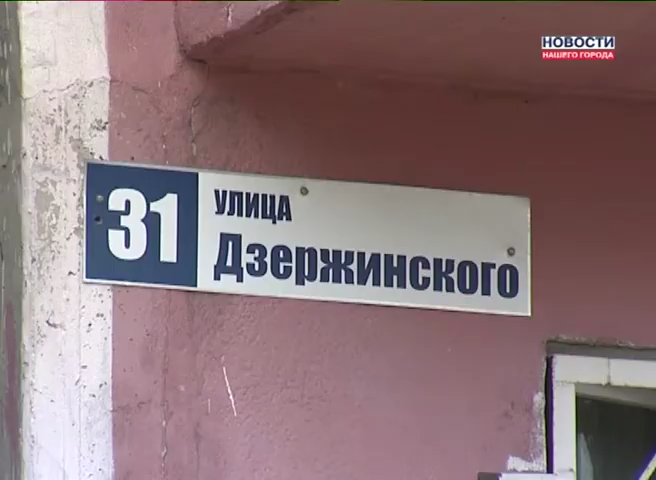 НОВОСТИ
НАШЕГО ГОРОДА
31
УЛИЦА
Дзержинского